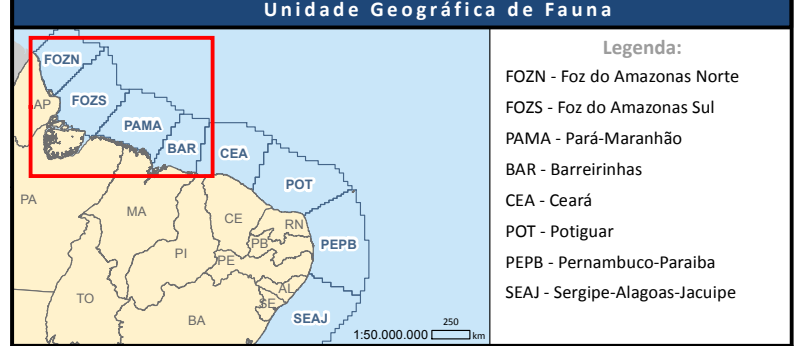 Unidade Geográfica de Fauna
FOZN
FOZS
AP
PAMA
BAR
CEA
POT
PA
MA
CE
RN
PB
PEPB
PI
PE
TO
AL
SE
BA
SEAJ
250
1:50.000.000 km
Legenda:
FOZN - Foz do Amazonas Norte
FOZS - Foz do Amazonas Sul
PAMA - Pará-Maranhão
BAR - Barreirinhas
CEA - Ceará
POT - Potiguar
PEPB - Pernambuco-Paraiba
SEAJ - Sergipe-Alagoas-Jacuipe